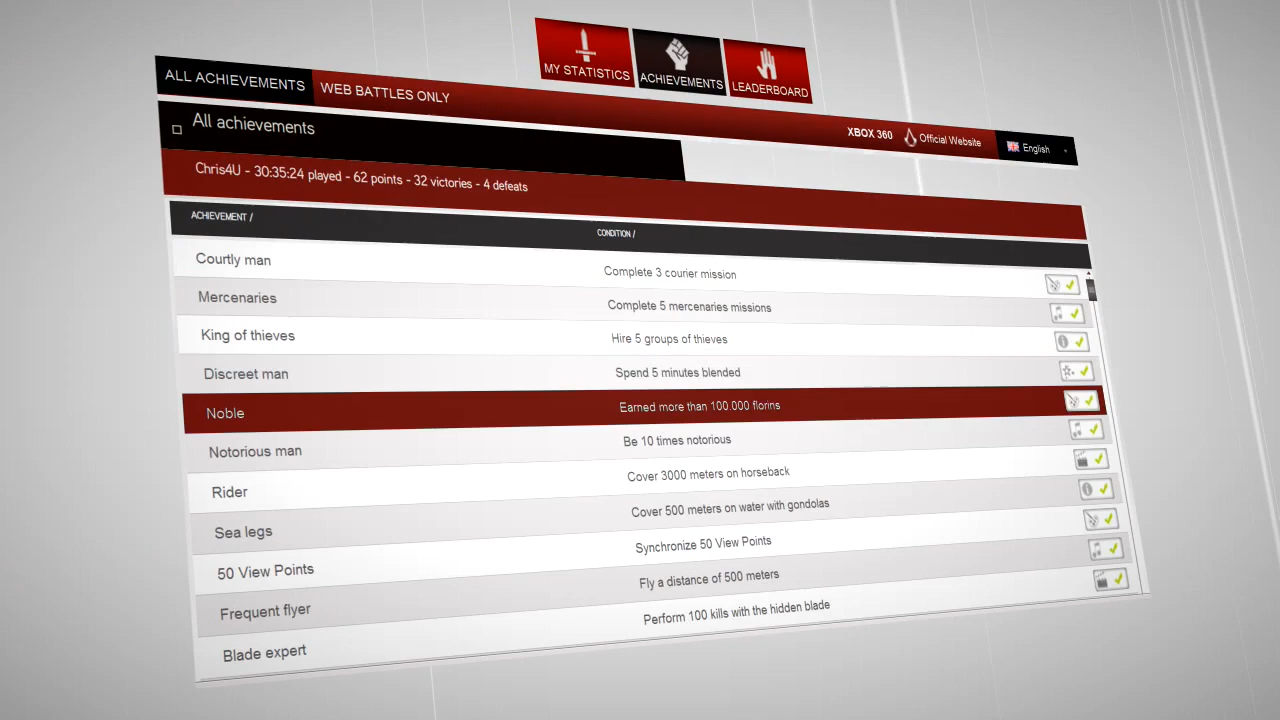 MY STATISTICS
ACHIEVEMENTS
LEADERBOARD
ALL ACHIEVEMENTS WEB BATTLES ONLY
XBOX 360 Official Website English
All achievements
Chris4U - 30:35:24 played - 62 points - 32 victories - 4 defeats
ACHIEVEMENT / CONDITION /
Courtly man Complete 3 courier mission
Mercenaries Complete 5 mercenaries missions
King of thieves Hire 5 groups of thieves
Discreet man Spend 5 minutes blended
Noble Earned more than 100.000 florins
Notorious man Be 10 times notorious
Rider Cover 3000 meters on horseback
Sea legs Cover 500 meters on water with gondolas
50 View Points Synchronize 50 View Points
Frequent flyer Fly a distance of 500 meters
Blade expert Perform 100 kills with the hidden blade